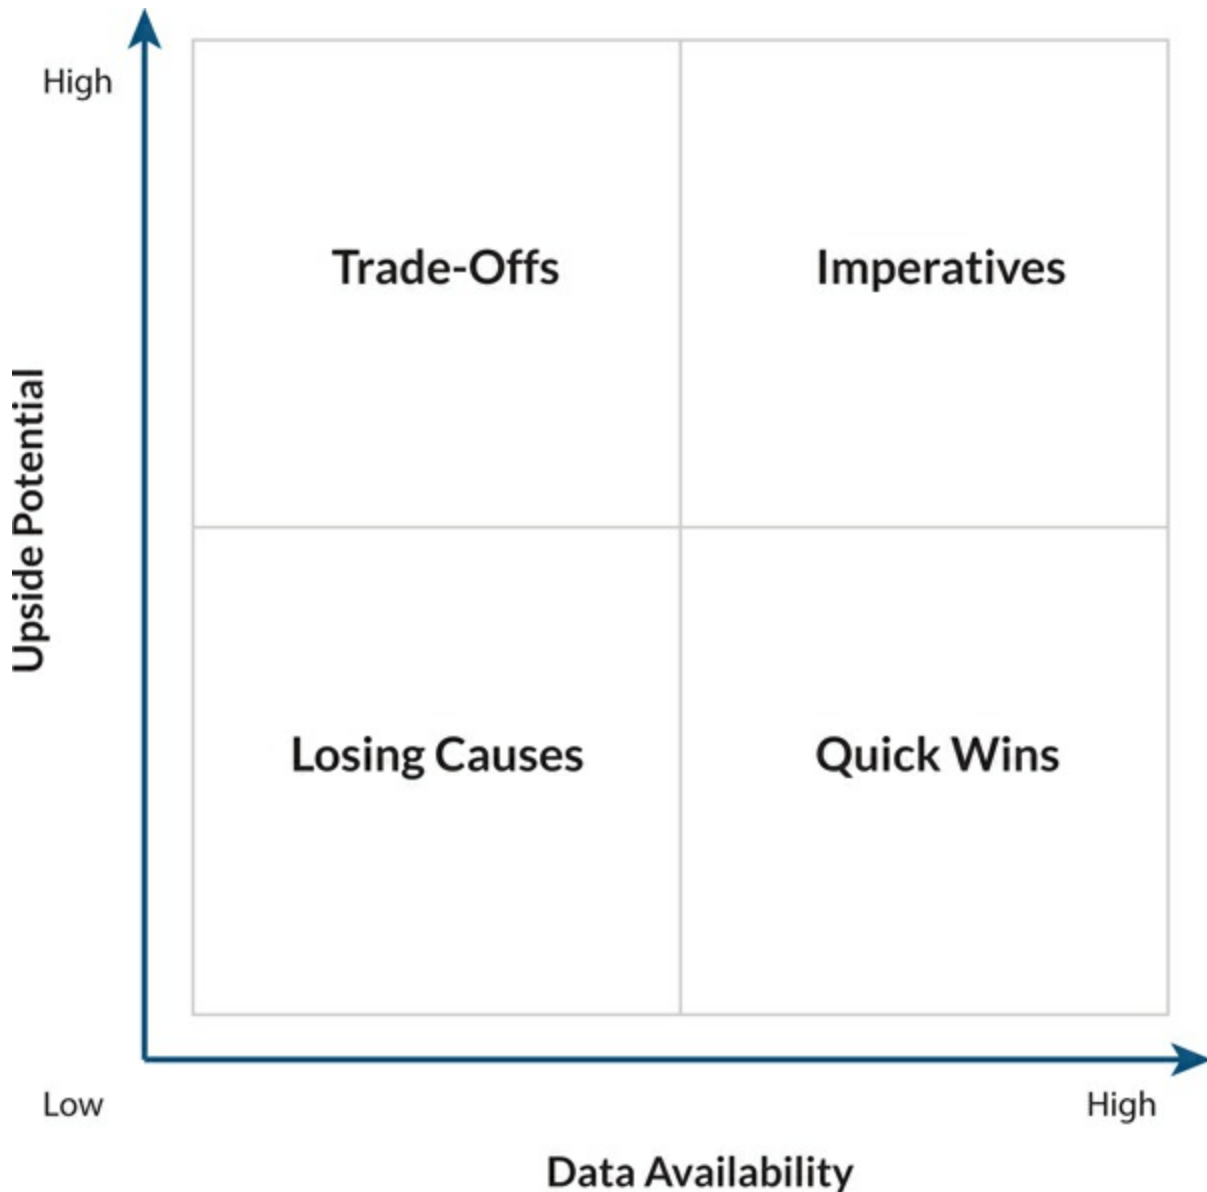 High
Trade-Offs
Imperatives
Upside Potential
Losing Causes
Quick Wins
Low
High
Data Availability